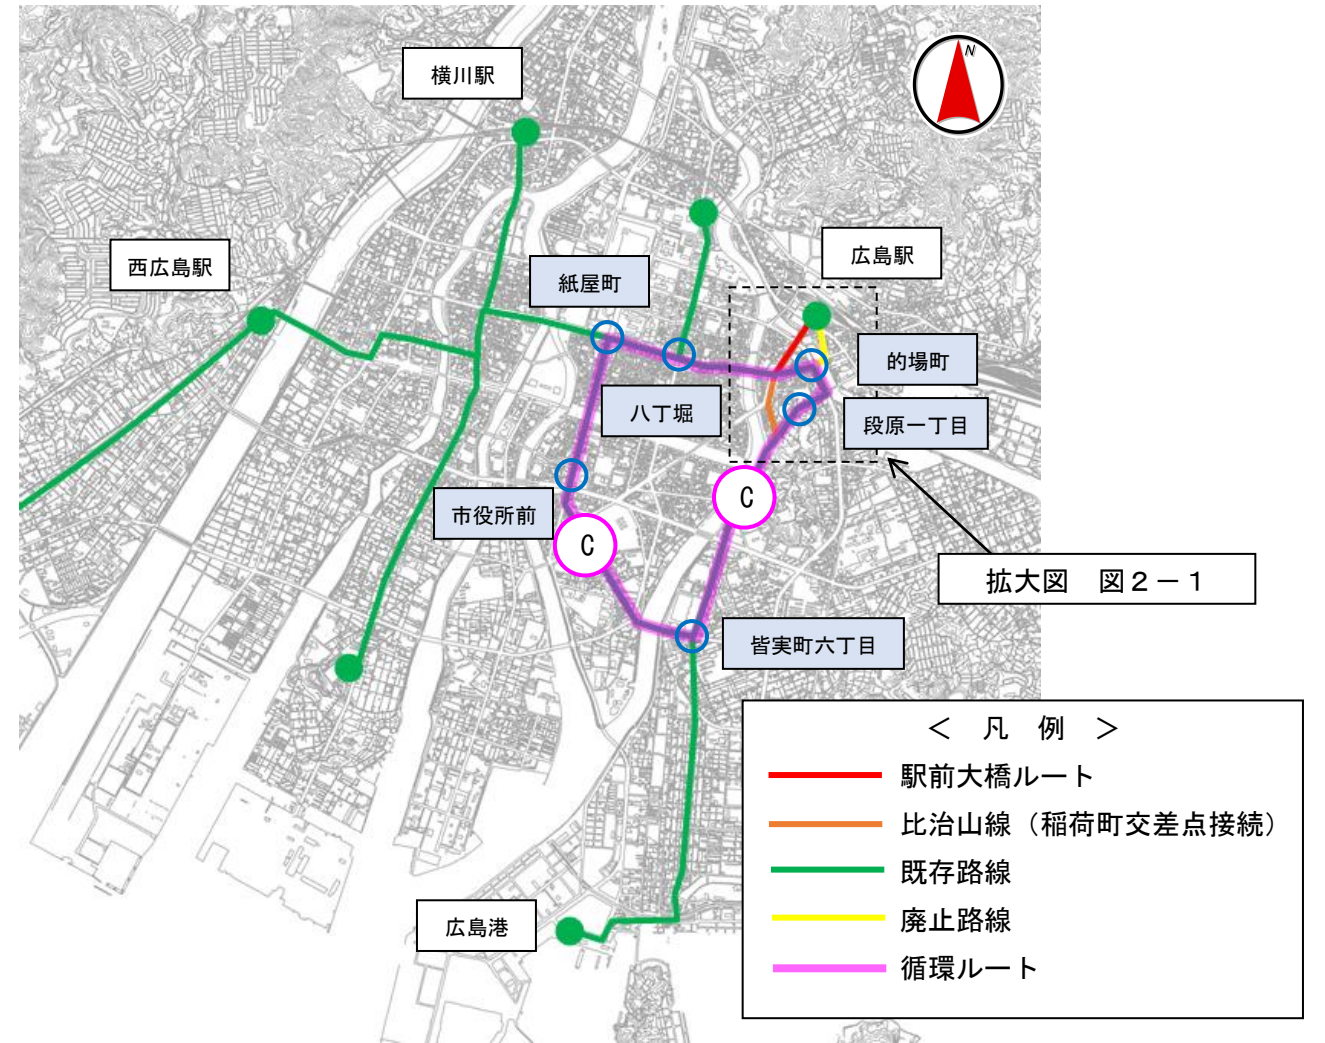 N
横川駅
西広島駅
広島駅
紙屋町
的場町
八丁堀
段原一丁目
市役所前
C
C
拡大図　図２－１
皆実町六丁目
広島港
＜　凡　例　＞
駅前大橋ルート
比治山線（稲荷町交差点接続）
既存路線
廃止路線
循環ルート